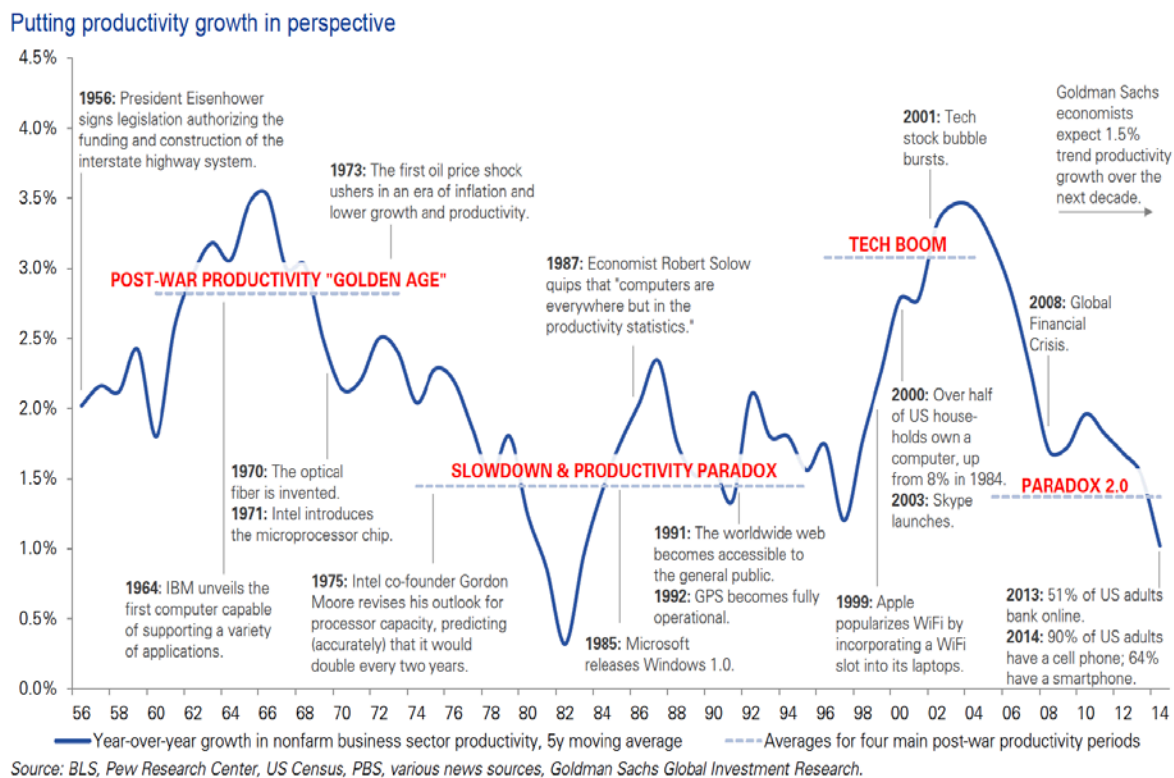 Putting productivity growth in perspective
4.5%
4.0%
3.5%
3.0%
2.5%
2.0%
1.5%
1.0%
0.5%
0.0%
1956: President Eisenhower
signs legislation authorizing the
funding and construction of the
interstate highway system.
1973: The first oil price shock
ushers in an era of inflation and
lower growth and productivity.
2001: Tech
stock bubble
bursts.
Goldman Sachs
economists
expect 1.5%
trend productivity
growth over the
next decade.
POST-WAR PRODUCTIVITY "GOLDEN AGE"
TECH BOOM
1987: Economist Robert Solow
quips that "computers are
everywhere but in the
productivity statistics."
2008: Global
Financial
Crisis.
2000: Over half
of US house-
holds own a
computer, up
from 8% in 1984.
2003: Skype
launches.
SLOWDOWN & PRODUCTIVITY PARADOX
PARADOX 2.0
1970: The optical
fiber is invented.
1971: Intel introduces
the microprocessor chip.
1964: IBM unveils the
first computer capable
of supporting a variety
of applications.
1975: Intel co-founder Gordon
Moore revises his outlook for
processor capacity, predicting
(accurately) that it would
double every two years.
1985: Microsoft
releases Windows 1.0.
1991: The worldwide web
becomes accessible to
the general public.
1992: GPS becomes fully
operational.
1999: Apple
popularizes WiFi by
incorporating a WiFi
slot into its laptops.
2013: 51% of US adults
bank online.
2014: 90% of US adults
have a cell phone; 64%
have a smartphone.
56 58 60 62 64 66 68 70 72 74 76 78 80 82 84 86 88 90 92 94 96 98 00 02 04 06 08 10 12 14
Year-over-year growth in nonfarm business sector productivity, 5y moving average
Averages for four main post-war productivity periods
Source: BLS, Pew Research Center, US Census, PBS, various news sources, Goldman Sachs Global Investment Research.